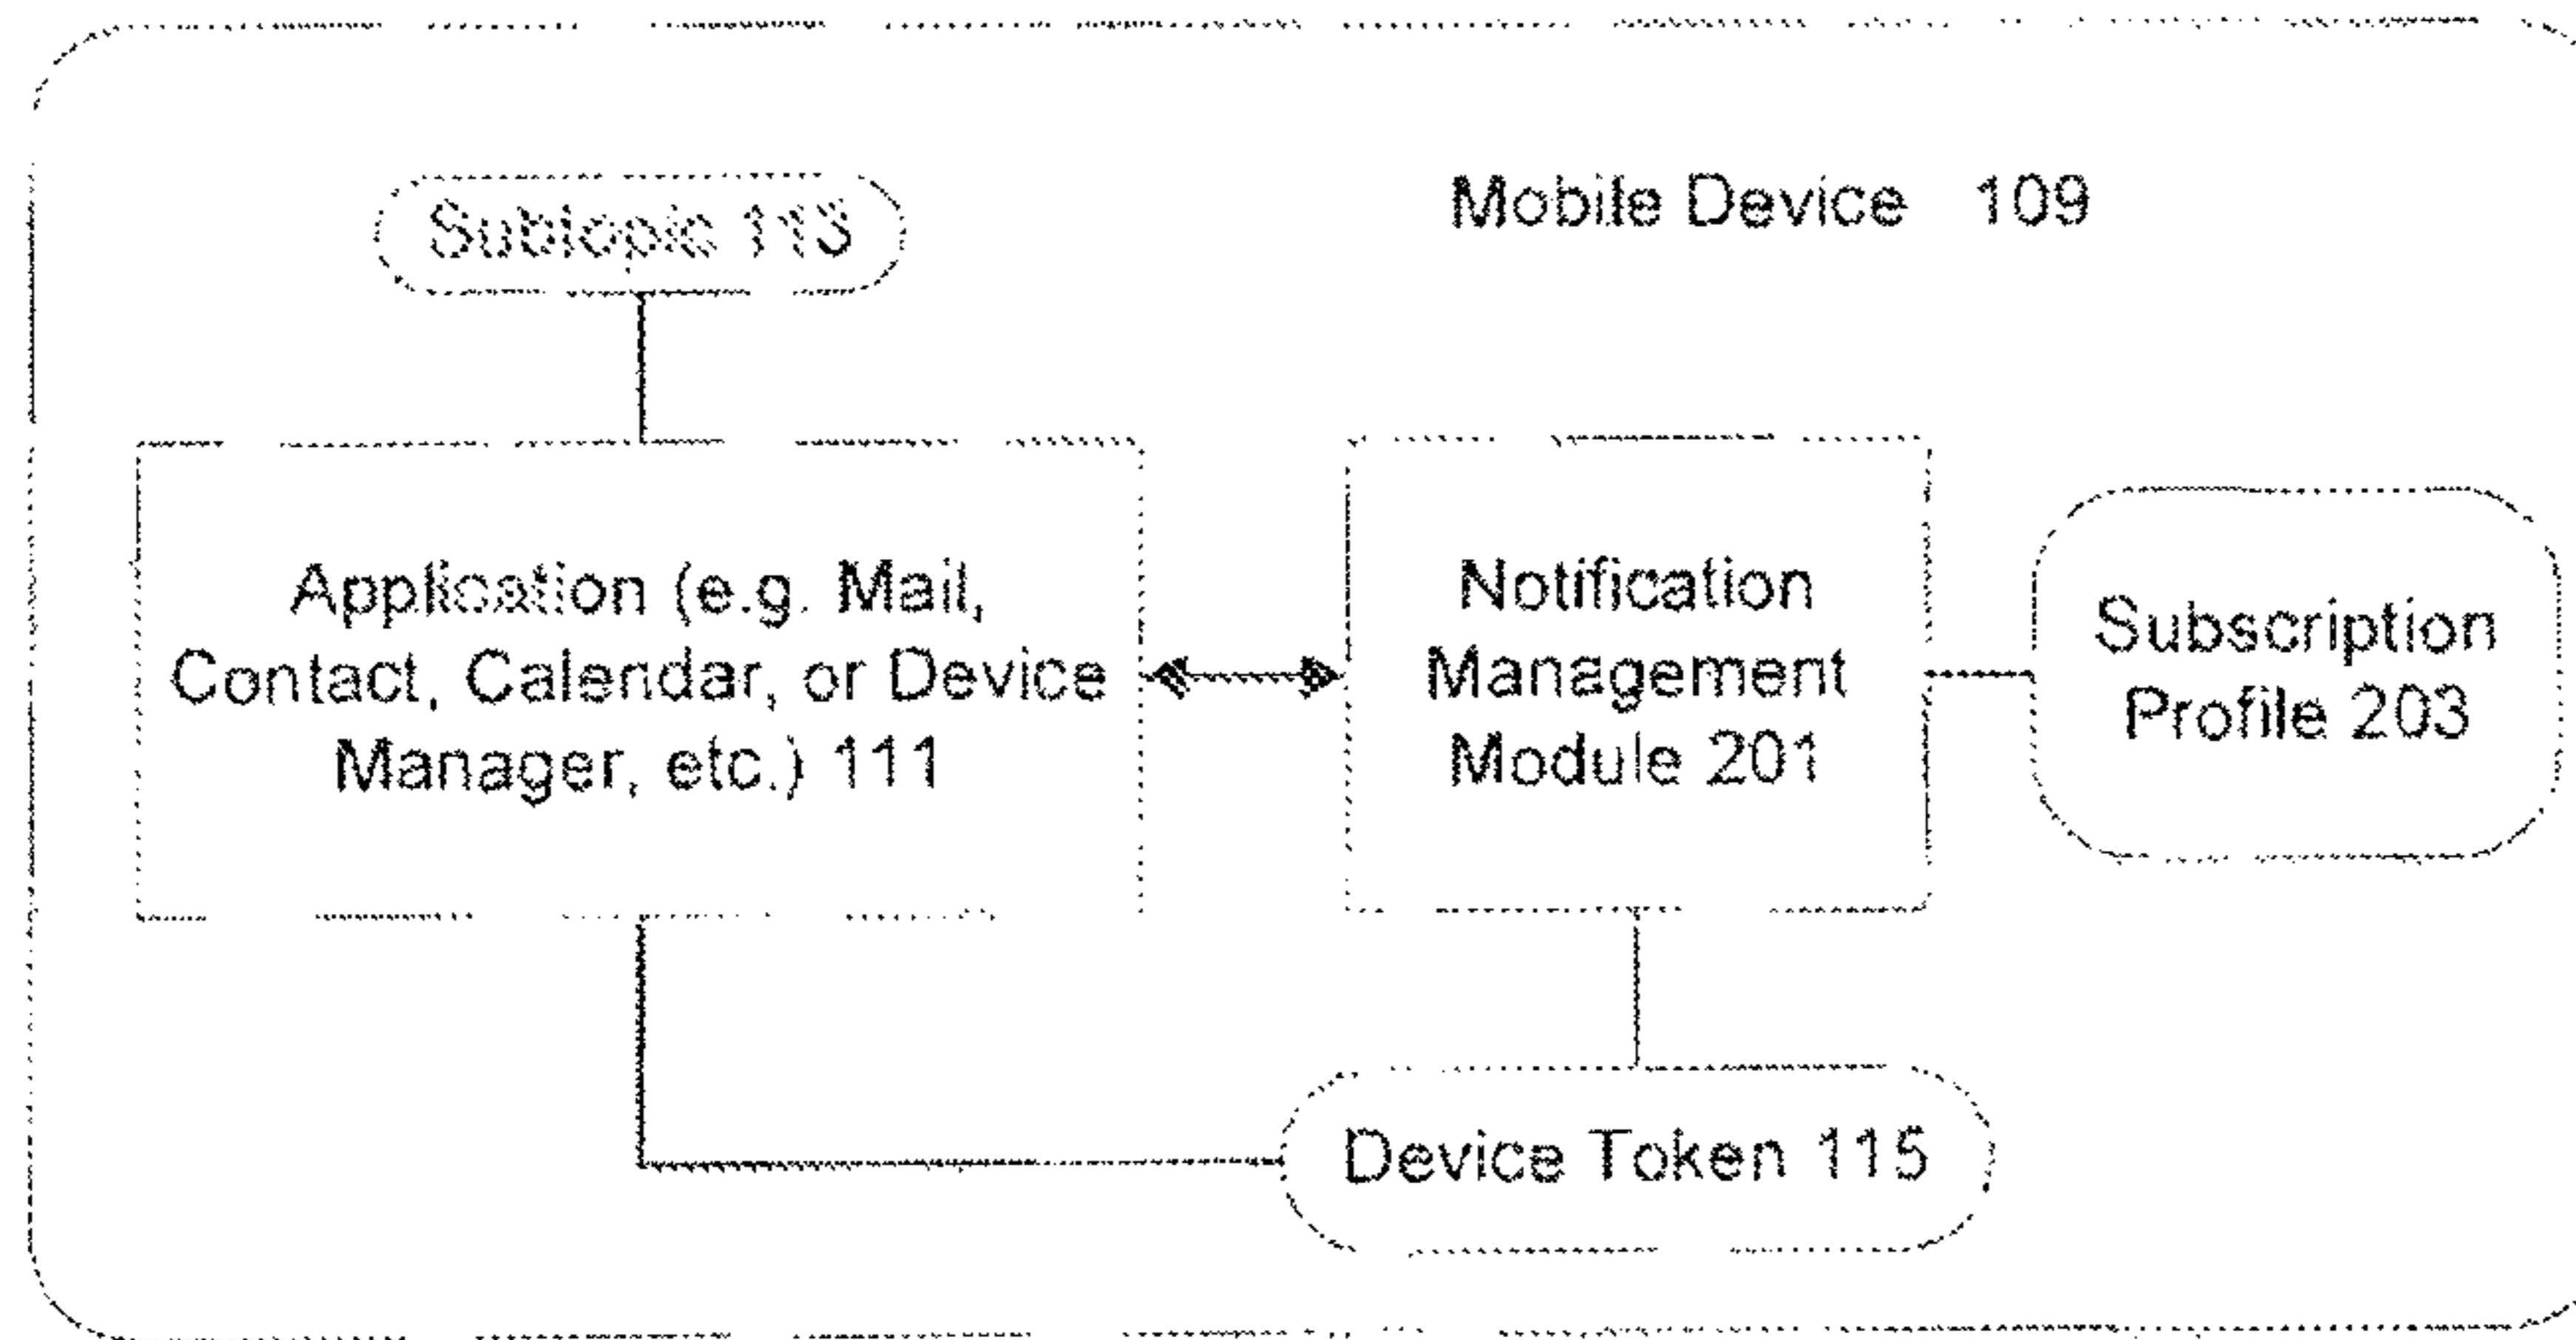 Subtopic 113
Mobile Device 109
Application (e.g. Mail,
Contact, Calendar, or Device
Manager, etc.) 111
Notification
Management
Module 201
Subscription
Profile 203
Device Token 115